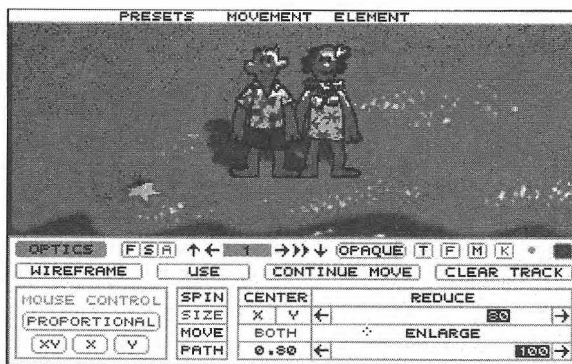 PRESETS MOVEMENT ELEMENT
OPTICS F S A 1 OPAQUE T F M K
WIREFRAME USE CONTINUE MOVE CLEAR TRACK
MOUSE CONTROL SPIN CENTER REDUCE
PROPORTIONAL SIZE X Y 80
XY X Y MOVE BOTH ENLARGE
PATH 0.80 100